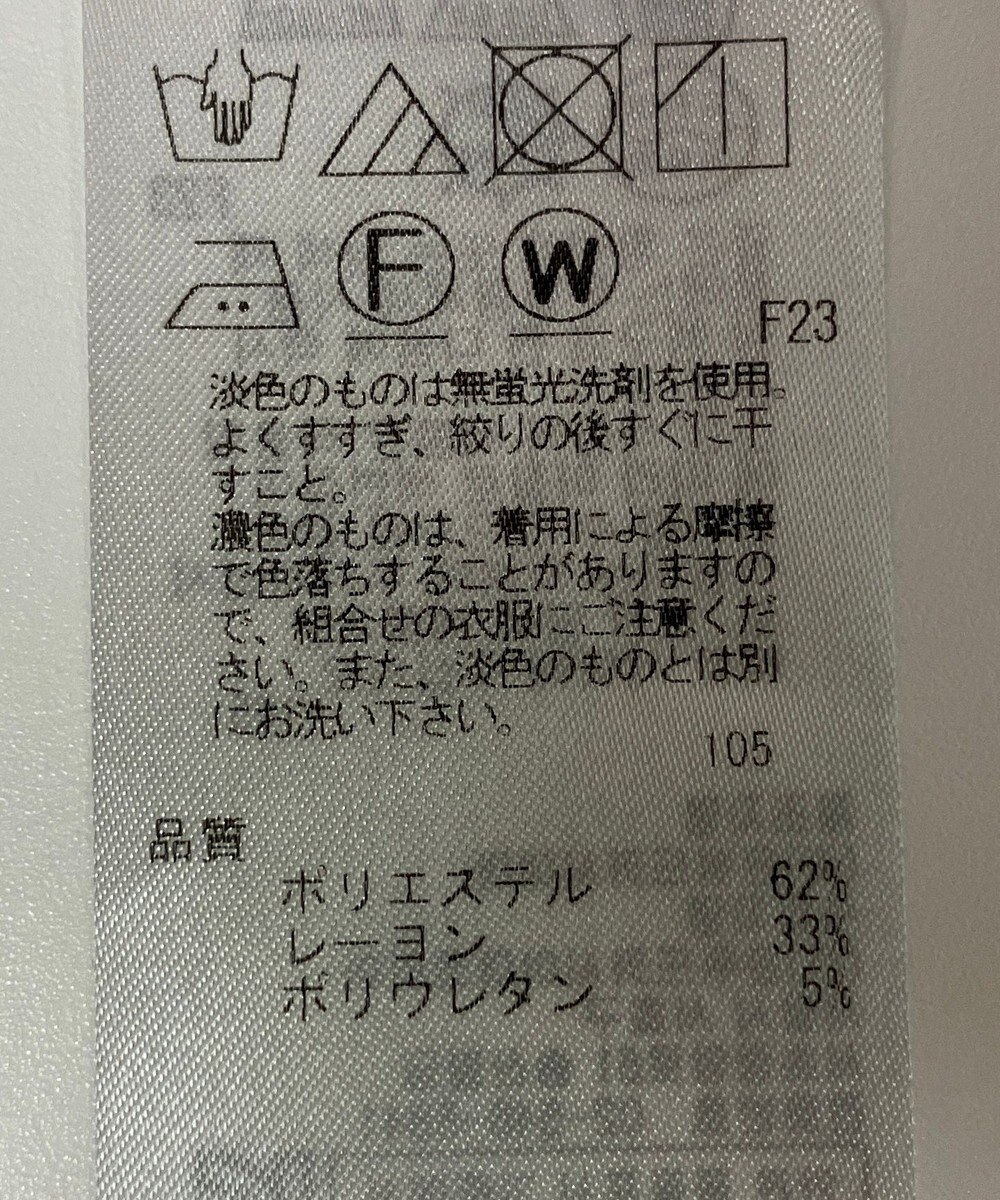 F
W
F23
淡色のものは無蛍光洗剤を使用。
よくすすぎ、絞りの後すぐに干
すこと。
濃色のものは、着用による摩擦
で色落ちすることがありますの
で、組合せの衣服にご注意くだ
さい。また、淡色のものとは別
にお洗い下さい。
105
品質
ポリエステル 62%
レーヨン 33%
ポリウレタン 5%